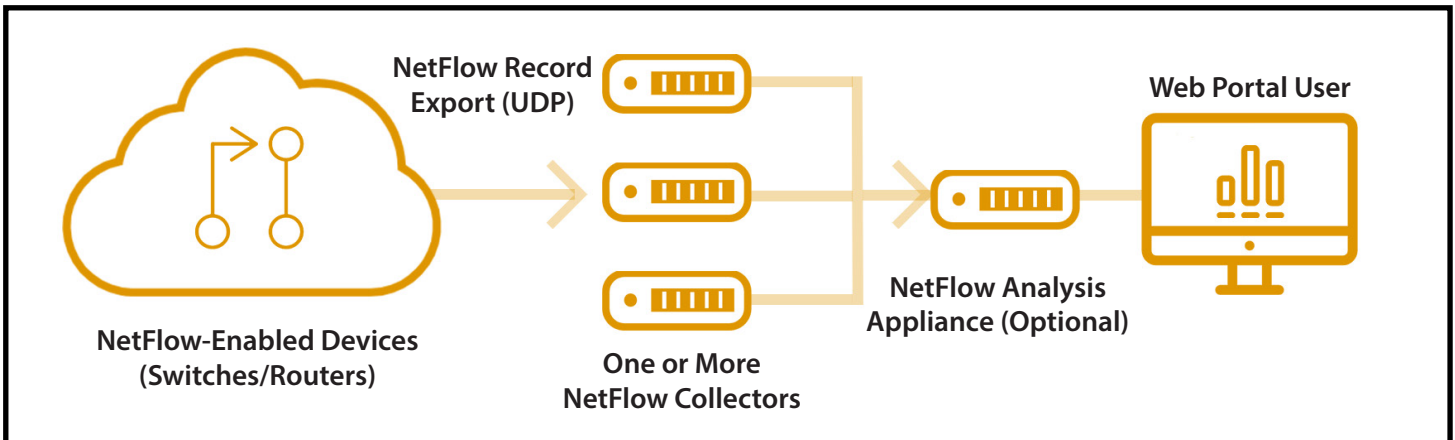 NetFlow Record
Export (UDP)
Web Portal User
NetFlow-Enabled Devices
(Switches/Routers)
One or More
NetFlow Collectors
NetFlow Analysis
Appliance (Optional)